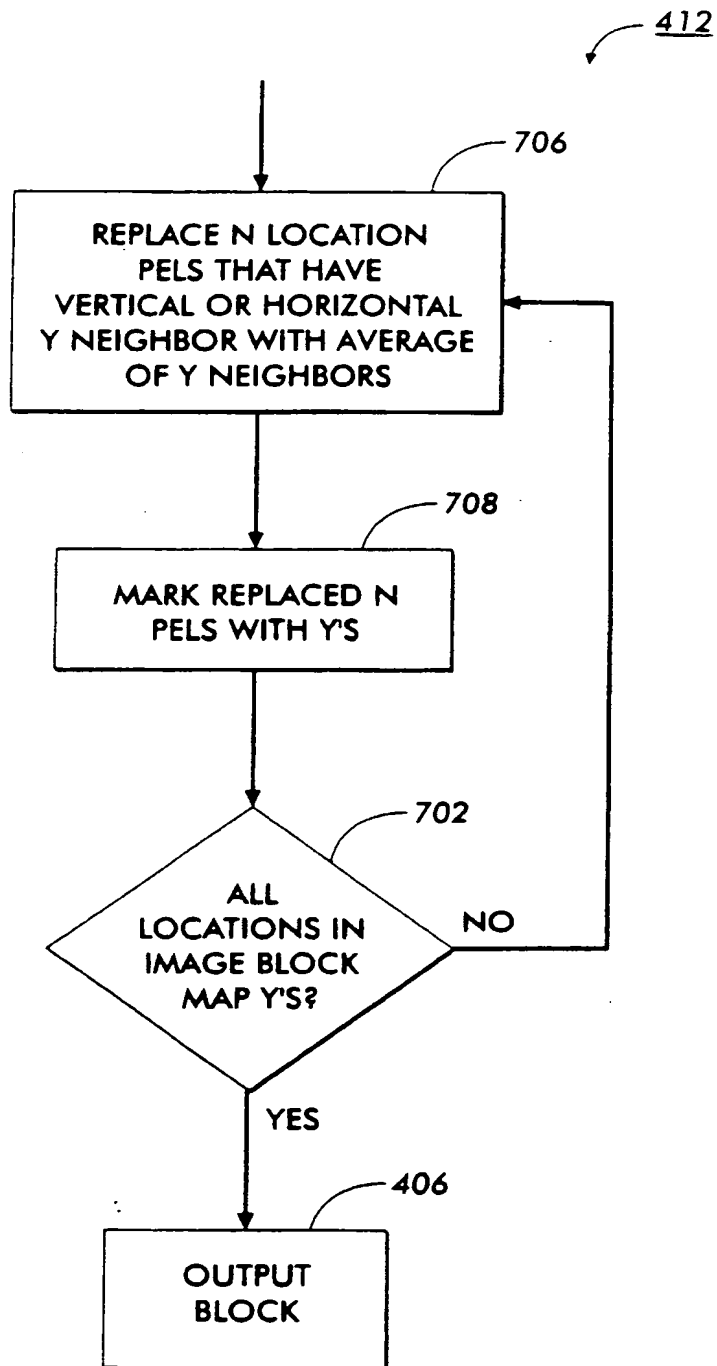 412
706
REPLACE N LOCATION
PELS THAT HAVE
VERTICAL OR HORIZONTAL
Y NEIGHBOR WITH AVERAGE
OF Y NEIGHBORS
708
MARK REPLACED N
PELS WITH Y'S
702
ALL
LOCATIONS IN
IMAGE BLOCK
MAP Y'S?
NO
YES
406
OUTPUT
BLOCK